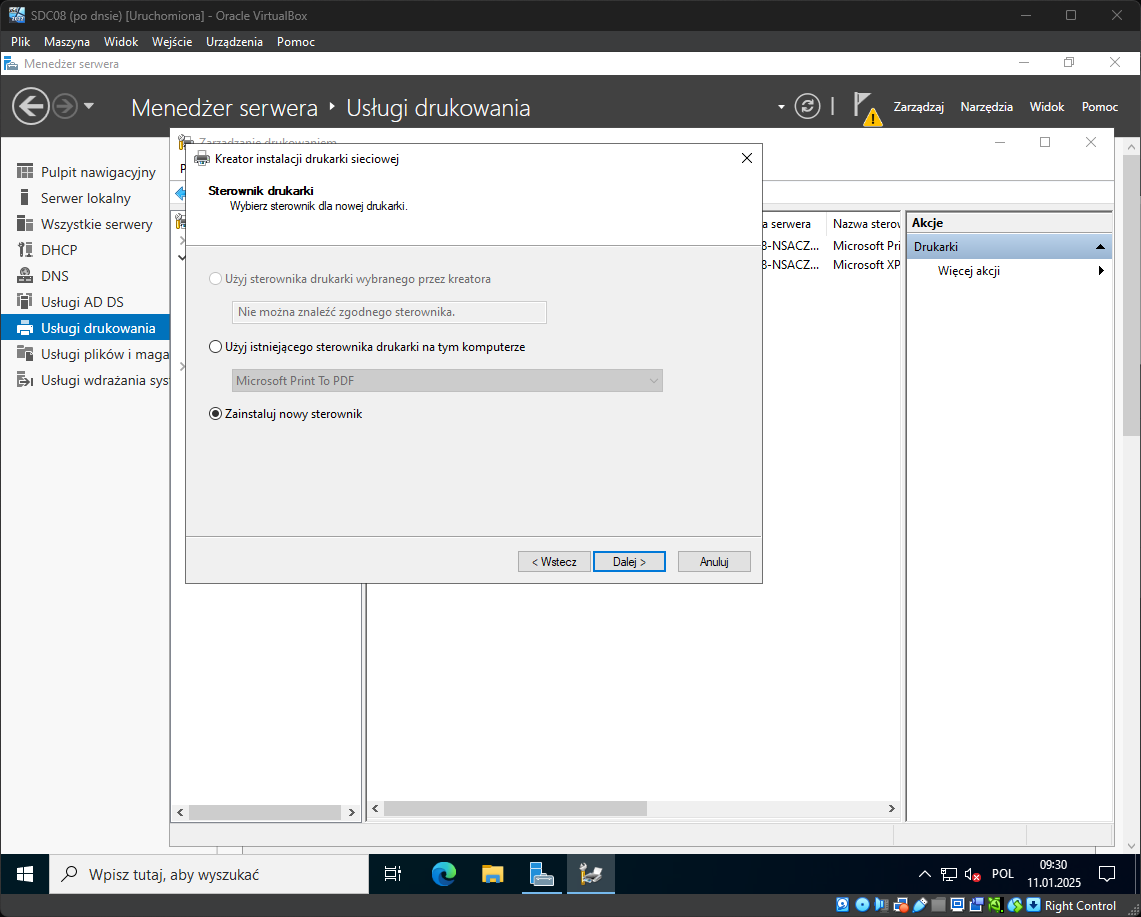 SDC08 (po dnsie) [Uruchomiona] - Oracle VirtualBox
Plik Maszyna Widok Wejście Urządzenia Pomoc
Menedżer serwera
Menedżer serwera Usługi drukowania
Zarządzaj Narzędzia Widok Pomoc
Pulpit nawigacyjny
Serwer lokalny
Wszystkie serwery
DHCP
DNS
Usługi AD DS
Usługi drukowania
Usługi plików i maga
Usługi wdrażania sys
Zarządzanie drukowaniem
P
Kreator instalacji drukarki sieciowej
Sterownik drukarki
Wybierz sterownik dla nowej drukarki.
Użyj sterownika drukarki wybranego przez kreatora
Nie można znaleźć zgodnego sterownika.
Użyj istniejącego sterownika drukarki na tym komputerze
Microsoft Print To PDF
Zainstaluj nowy sterownik
< Wstecz Dalej > Anuluj
a serwera Nazwa sterov
8-NSACZ... Microsoft Pri
8-NSACZ... Microsoft XP
Akcje
Drukarki
Więcej akcji
Wpisz tutaj, aby wyszukać
POL
09:30
11.01.2025
Right Control